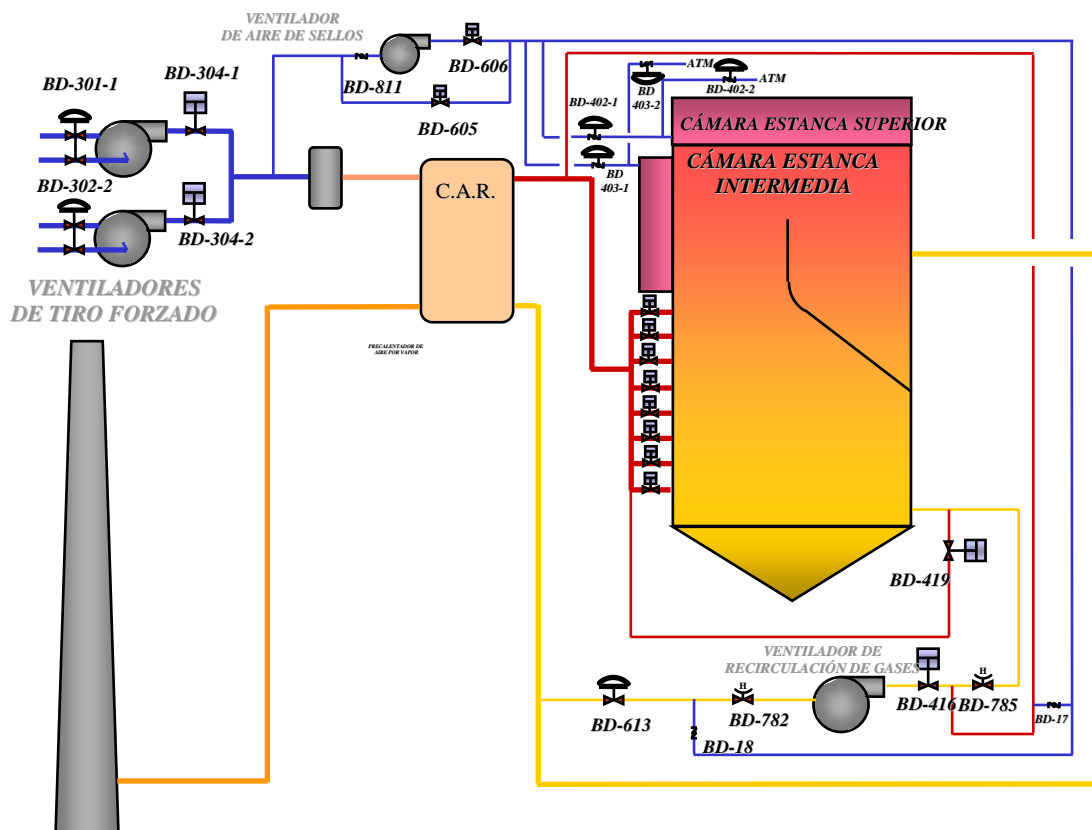 VENTILADOR
DE AIRE DE SELLOS
BD-304-1
BD-301-1
BD-811
BD-606
BD-605
BD-302-2
BD-304-2
VENTILADORES
DE TIRO FORZADO
ATM
ATM
BD
403-2
BD-402-2
BD-402-1
BD
403-1
CÁMARA ESTANCA SUPERIOR
CÁMARA ESTANCA
INTERMEDIA
C.A.R.
PRECALENTADOR DE
AIRE POR VAPOR
BD-419
VENTILADOR DE
RECIRCULACIÓN DE GASES
H
H
BD-613
BD-782
BD-416
BD-785
BD-17
BD-18